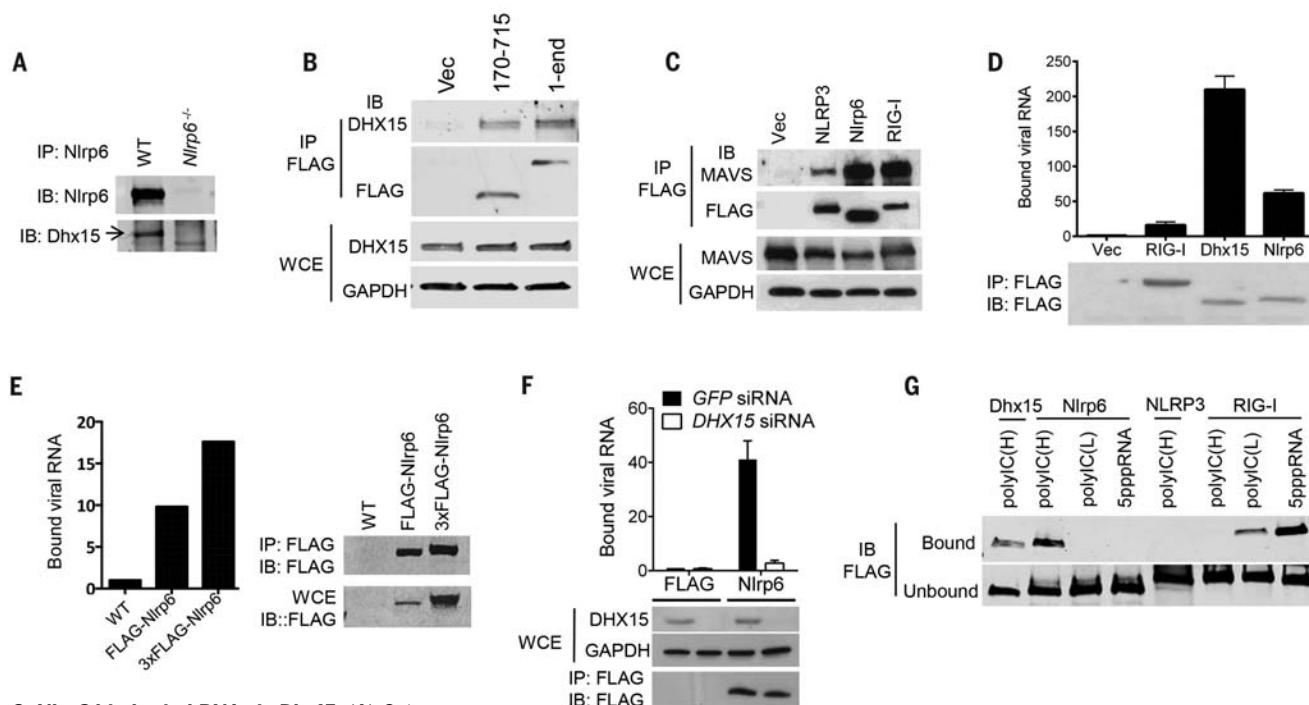 A
WT
Nlrp6-/-
IP: Nlrp6
IB: Nlrp6
IB: Dhx15
B
Vec
170-715
1-end
IB
DHX15
IP
FLAG
FLAG
DHX15
WCE
GAPDH
C
Vec
NLRP3
Nlrp6
RIG-I
IB
IP
MAVS
FLAG
FLAG
MAVS
WCE
GAPDH
D
Bound viral RNA
250
200
150
100
50
0
Vec RIG-I Dhx15 Nlrp6
IP: FLAG
IB: FLAG
E
Bound viral RNA
20
15
10
5
0
WT
FLAG-Nlrp6
3xFLAG-Nlrp6
WT
FLAG-Nlrp6
3xFLAG-Nlrp6
IP: FLAG
IB: FLAG
WCE
IB::FLAG
F
GFP siRNA
DHX15 siRNA
Bound viral RNA
60
40
20
0
FLAG Nlrp6
DHX15
WCE
GAPDH
IP: FLAG
IB: FLAG
G
Dhx15 Nlrp6 NLRP3 RIG-I
polyIC(H)
polyIC(H)
polyIC(L)
5pppRNA
polyIC(H)
polyIC(H)
polyIC(L)
5pppRNA
IB
FLAG
Bound
Unbound